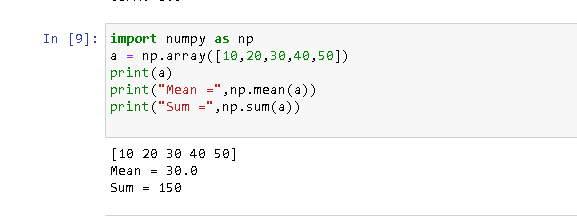 In [9]: import numpy as np
a = np.array([10,20,30,40,50])
print(a)
print("Mean =",np.mean(a))
print("Sum =",np.sum(a))
[10 20 30 40 50]
Mean = 30.0
Sum = 150